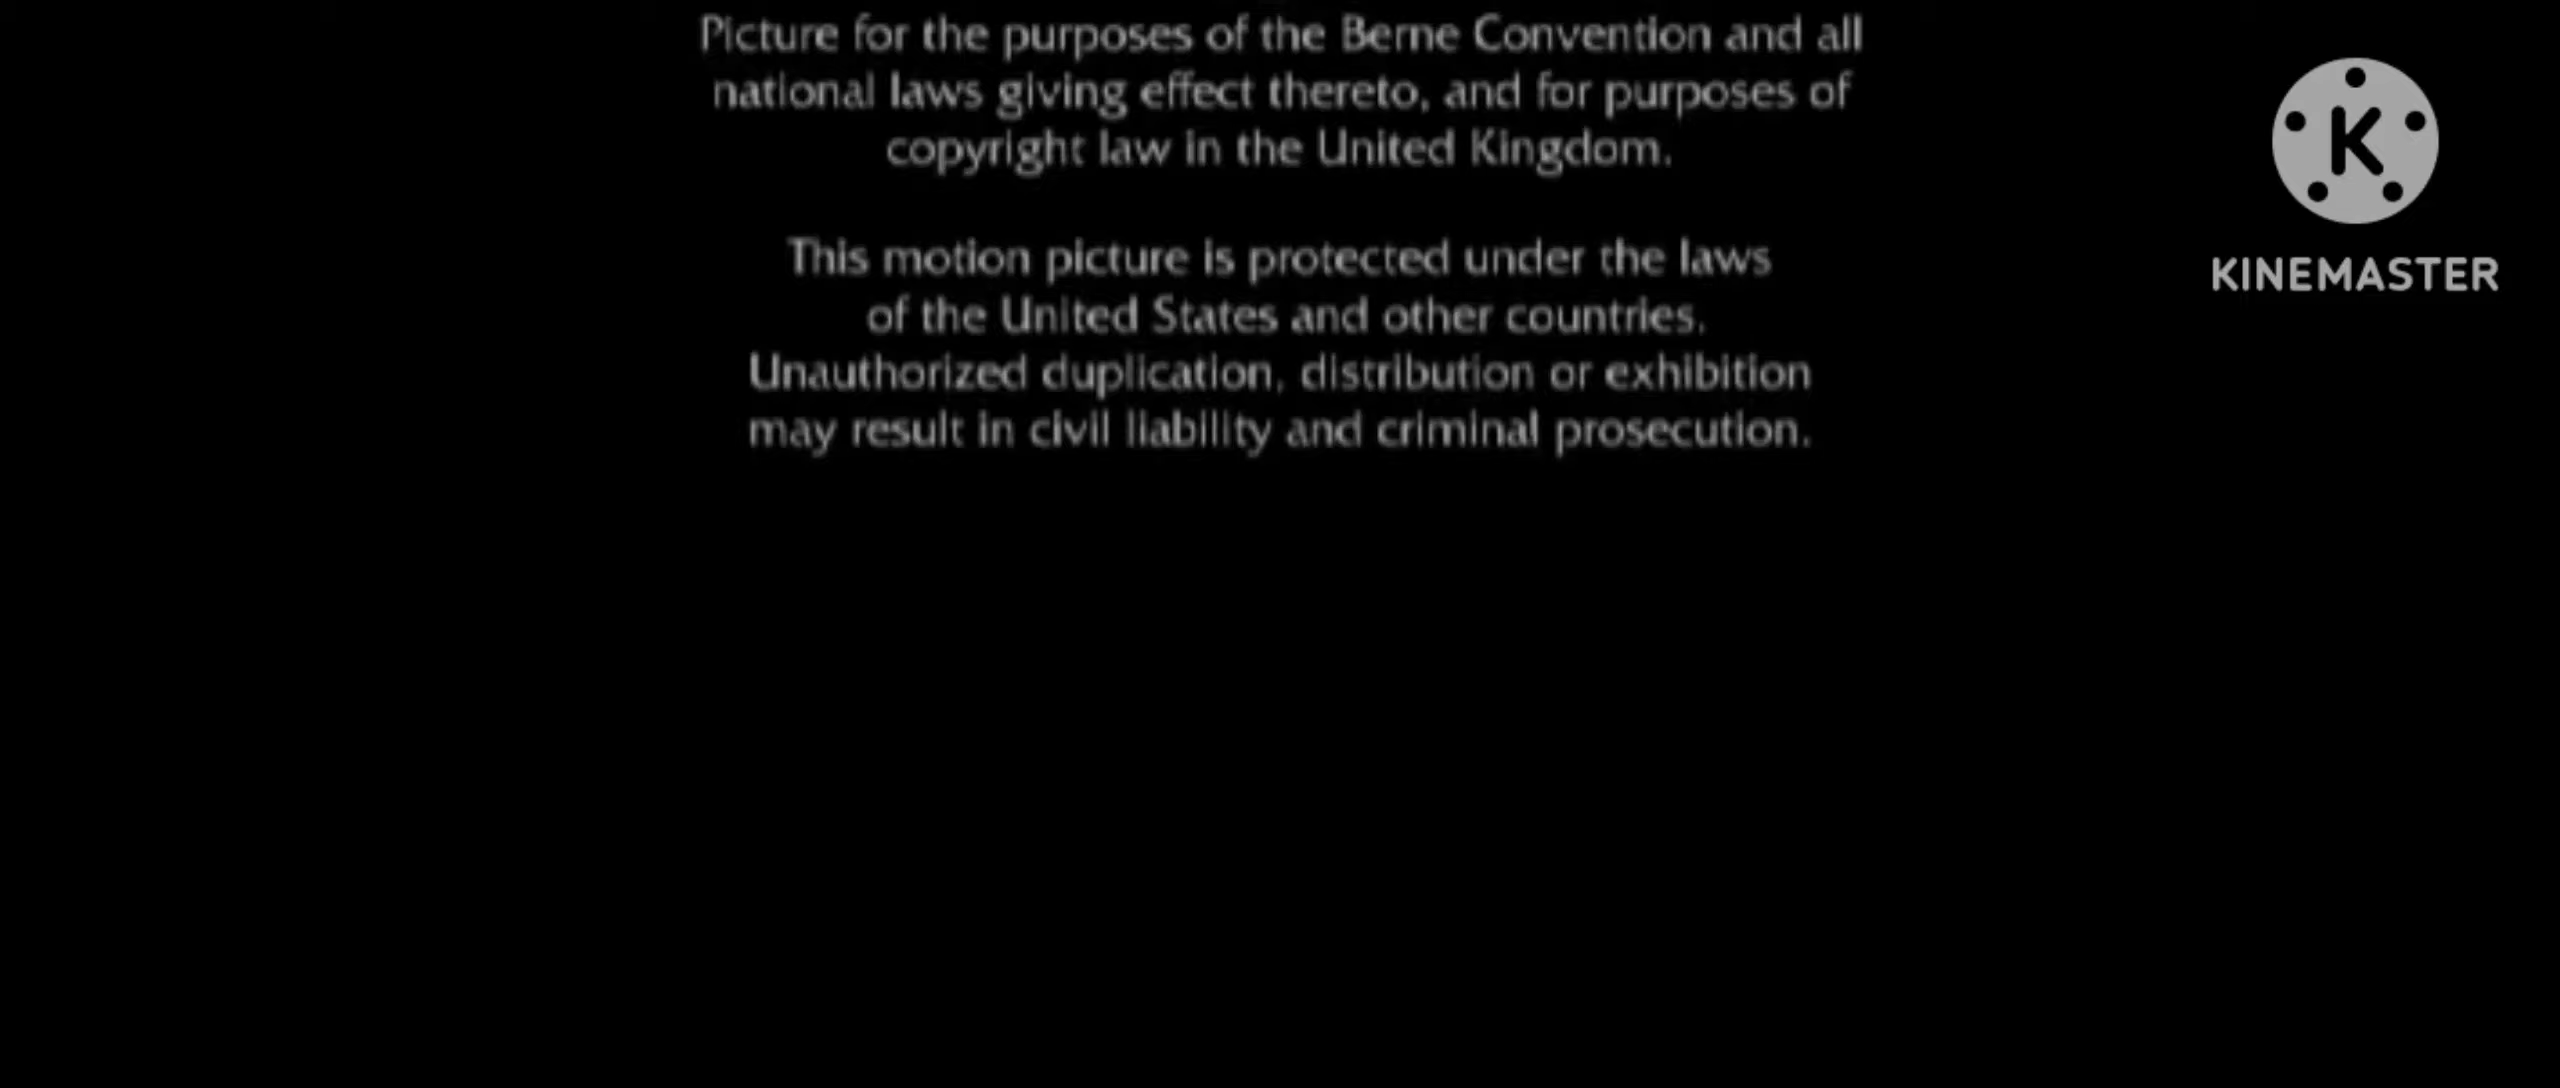 Picture for the purposes of the Berne Convention and all
national laws giving effect thereto, and for purposes of
copyright law in the United Kingdom.
This motion picture is protected under the laws
of the United States and other countries.
Unauthorized duplication, distribution or exhibition
may result in civil liability and criminal prosecution.
K
KINEMASTER